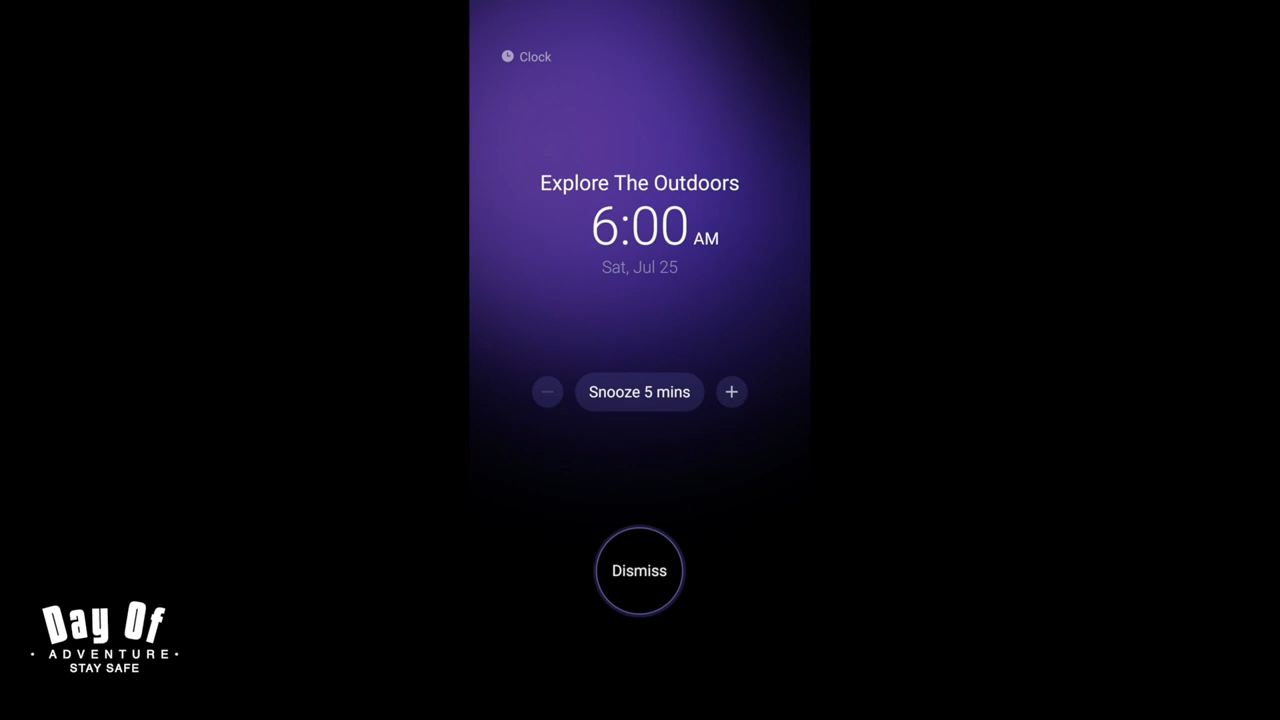 Clock
Explore The Outdoors
6:00 AM
Sat, Jul 25
Snooze 5 mins
Dismiss
Day Of
• ADVENTURE •
STAY SAFE